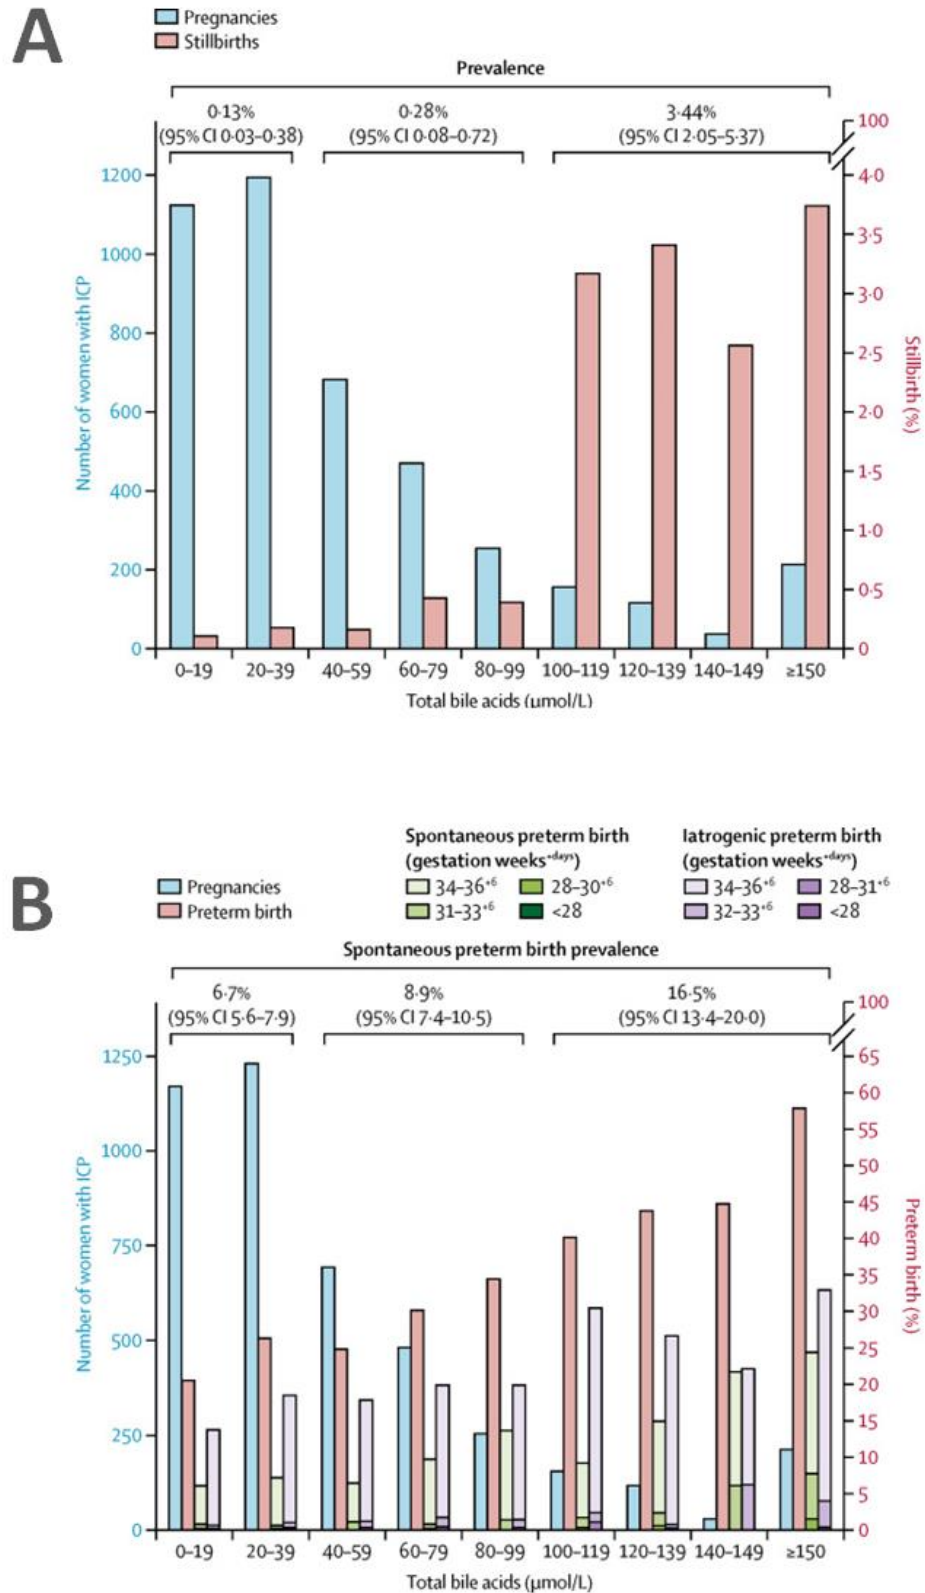 A
Pregnancies
Stillbirths
Prevalence
0·13%
(95% CI 0·03–0·38)
0·28%
(95% CI 0·08–0·72)
3·44%
(95% CI 2·05–5·37)
Number of women with ICP
1200
1000
800
600
400
200
0
100
4·0
3·5
3·0
2·5
2·0
1·5
1·0
0·5
0
Stillbirth (%)
0–19 20–39 40–59 60–79 80–99 100–119 120–139 140–149 ≥150
Total bile acids (μmol/L)
B
Pregnancies
Preterm birth
Spontaneous preterm birth
(gestation weeks⁺ᵈᵃʸˢ)
34–36⁺⁶ 28–30⁺⁶
31–33⁺⁶ <28
Iatrogenic preterm birth
(gestation weeks⁺ᵈᵃʸˢ)
34–36⁺⁶ 28–31⁺⁶
32–33⁺⁶ <28
Spontaneous preterm birth prevalence
6·7%
(95% CI 5·6–7·9)
8·9%
(95% CI 7·4–10·5)
16·5%
(95% CI 13·4–20·0)
Number of women with ICP
1250
1000
750
500
250
0
100
65
60
55
50
45
40
35
30
25
20
15
10
5
0
Preterm birth (%)
0–19 20–39 40–59 60–79 80–99 100–119 120–139 140–149 ≥150
Total bile acids (μmol/L)